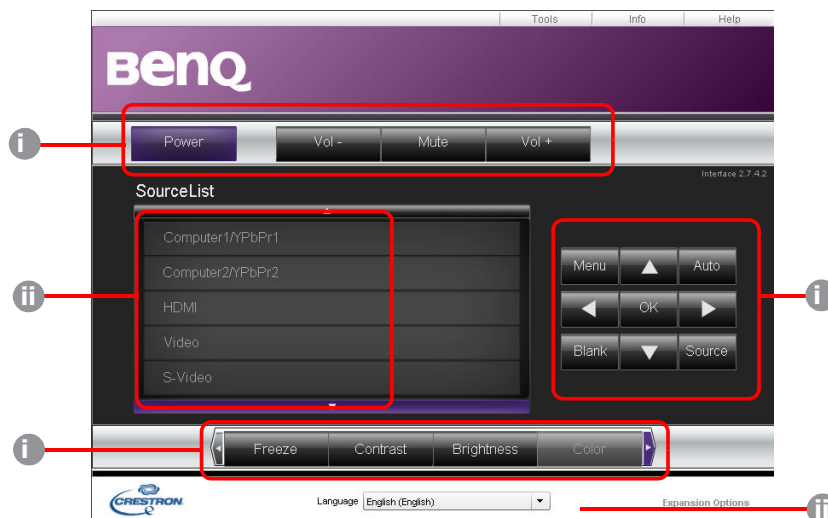 Tools Info Help
BenQ
i
Power Vol - Mute Vol +
Interface 2.7.4.2
SourceList
Computer1/YPbPr1
Computer2/YPbPr2
HDMI
Video
S-Video
ii
Menu Auto
OK
Blank Source
i
i
Freeze Contrast Brightness Color
CRESTRON
Language English (English)
Expansion Options